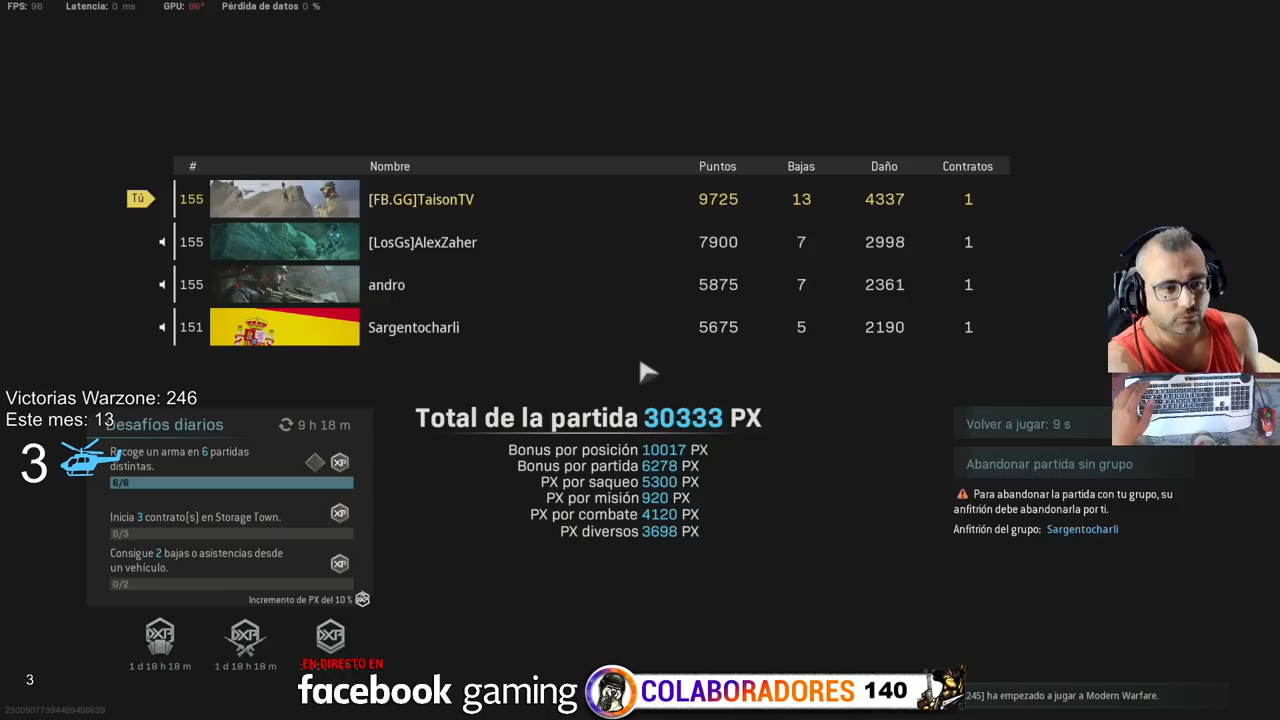 FPS: 96 Latencia: 0 ms GPU: 86° Pérdida de datos 0 %
# Nombre Puntos Bajas Daño Contratos
Tú 155 [FB.GG]TaisonTV 9725 13 4337 1
155 [LosGs]AlexZaher 7900 7 2998 1
155 andro 5875 7 2361 1
151 Sargentocharli 5675 5 2190 1
Victorias Warzone: 246
Este mes: 13
3
Desafíos diarios 9 h 18 m
Recoge un arma en 6 partidas
distintas.
XP
6/6
Inicia 3 contrato(s) en Storage Town.
XP
0/3
Consigue 2 bajas o asistencias desde
un vehículo.
XP
0/2
Incremento de PX del 10 %
1 d 18 h 18 m 1 d 18 h 18 m
Total de la partida 30333 PX
Bonus por posición 10017 PX
Bonus por partida 6278 PX
PX por saqueo 5300 PX
PX por misión 920 PX
PX por combate 4120 PX
PX diversos 3698 PX
Volver a jugar: 9 s
Abandonar partida sin grupo
Para abandonar la partida con tu grupo, su
anfitrión debe abandonarla por ti.
Anfitrión del grupo: Sargentocharli
EN DIRECTO EN
facebook gaming
COLABORADORES 140
245] ha empezado a jugar a Modern Warfare.
3